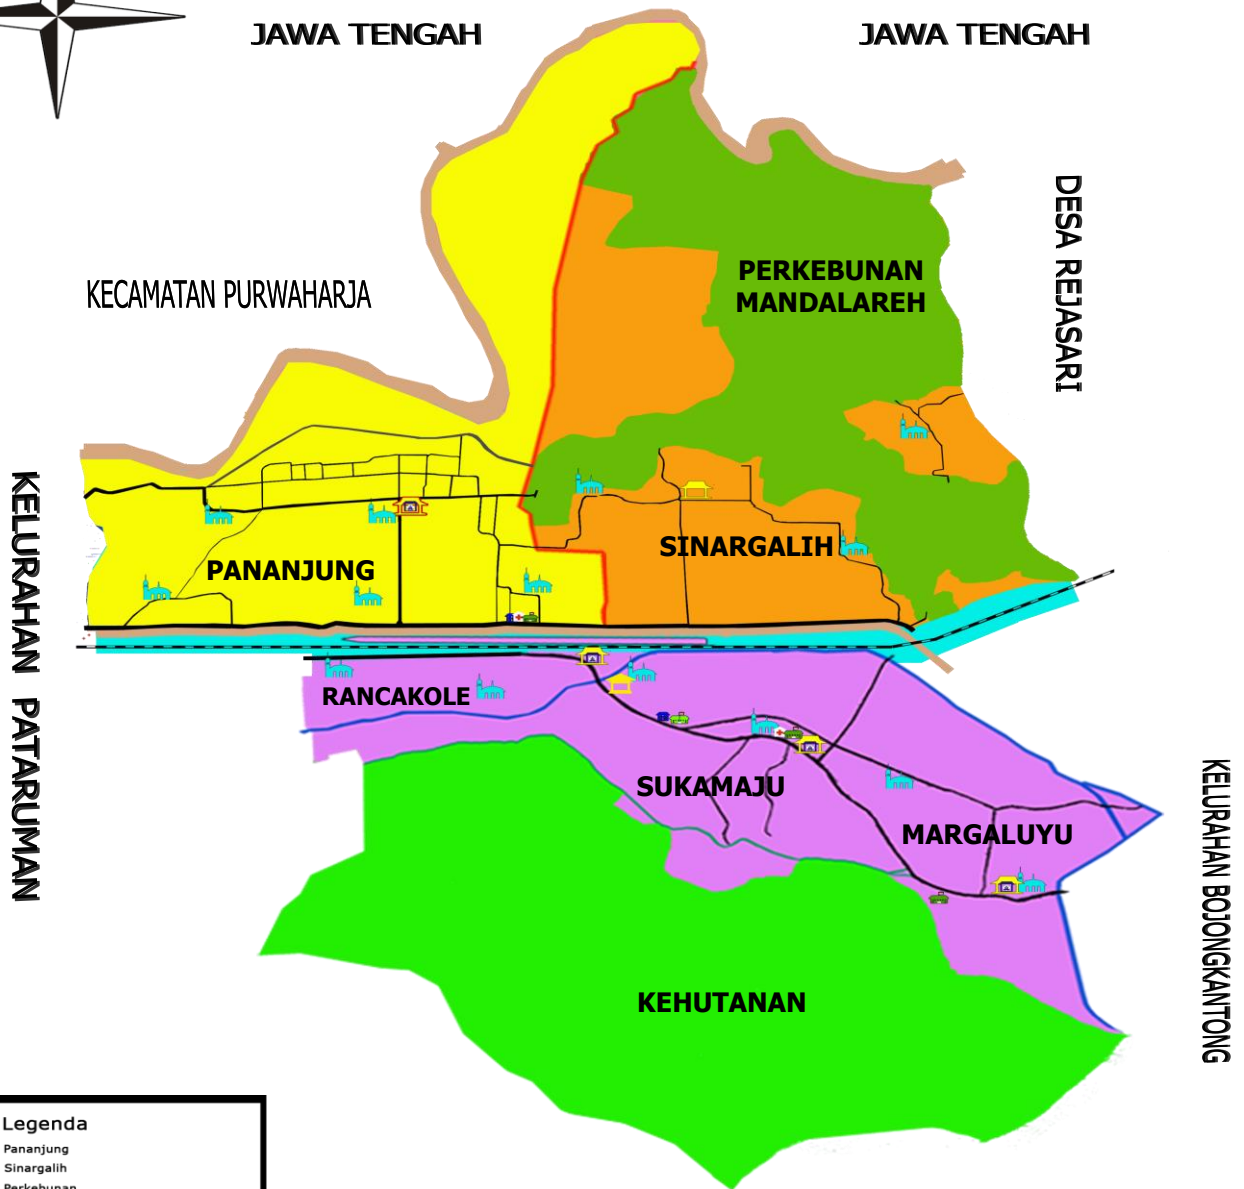 JAWA TENGAH
JAWA TENGAH
DESA REJASARI
KECAMATAN PURWAHARJA
PERKEBUNAN
MANDALAREH
KELURAHAN PATARUMAN
SINARGALIH
PANANJUNG
RANCAKOLE
SUKAMAJU
MARGALUYU
KELURAHAN BOJONGKANTONG
KEHUTANAN
Legenda
Pananjung
Sinargalih
Perkebunan